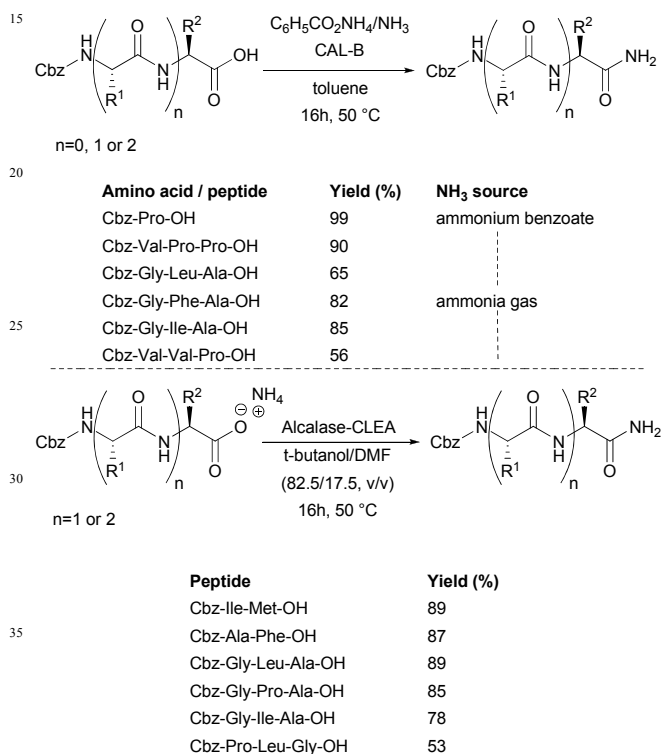 15
C6H5CO2NH4/NH3
CAL-B
toluene
16h, 50 °C
Cbz
H
N
R1
O
N
H
R2
OH
O
n
Cbz
H
N
R1
O
N
H
R2
NH2
O
n
n=0, 1 or 2
20
Amino acid / peptide Yield (%) NH3 source
Cbz-Pro-OH 99 ammonium benzoate
Cbz-Val-Pro-Pro-OH 90
Cbz-Gly-Leu-Ala-OH 65
Cbz-Gly-Phe-Ala-OH 82 ammonia gas
25
Cbz-Gly-Ile-Ala-OH 85
Cbz-Val-Val-Pro-OH 56
Cbz
H
N
R1
O
N
H
R2
O
⊖ ⊕
NH4
O
n
Alcalase-CLEA
t-butanol/DMF
(82.5/17.5, v/v)
16h, 50 °C
Cbz
H
N
R1
O
N
H
R2
NH2
O
n
30
n=1 or 2
Peptide Yield (%)
Cbz-Ile-Met-OH 89
35
Cbz-Ala-Phe-OH 87
Cbz-Gly-Leu-Ala-OH 89
Cbz-Gly-Pro-Ala-OH 85
Cbz-Gly-Ile-Ala-OH 78
Cbz-Pro-Leu-Gly-OH 53